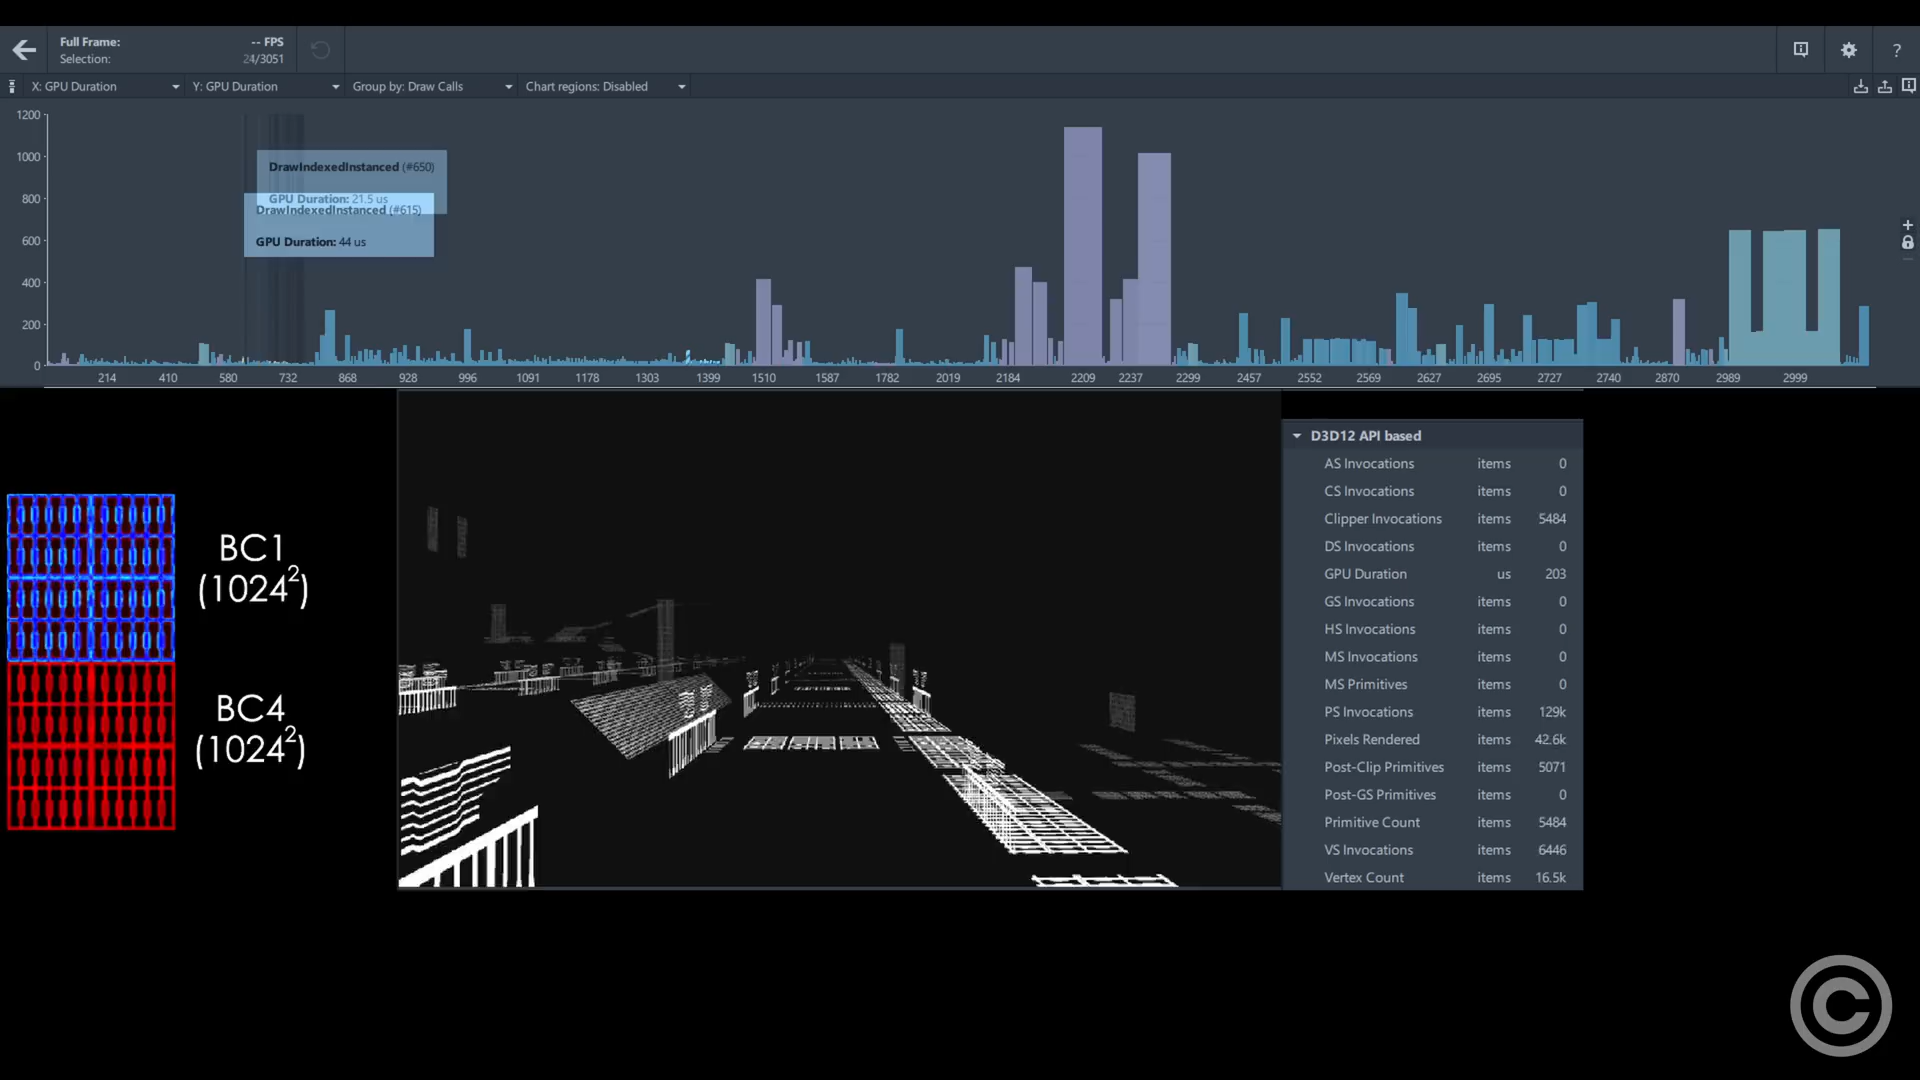 Full Frame: -- FPS
Selection: 24/3051
X: GPU Duration Y: GPU Duration Group by: Draw Calls Chart regions: Disabled
?
1200
1000
800
600
400
200
0
DrawIndexedInstanced (#650)
GPU Duration: 21.5 us
DrawIndexedInstanced (#615)
GPU Duration: 44 us
214 410 580 732 868 928 996 1091 1178 1303 1399 1510 1587 1782 2019 2184 2209 2237 2299 2457 2552 2569 2627 2695 2727 2740 2870 2989 2999
BC1
(1024²)
BC4
(1024²)
D3D12 API based
AS Invocations items 0
CS Invocations items 0
Clipper Invocations items 5484
DS Invocations items 0
GPU Duration us 203
GS Invocations items 0
HS Invocations items 0
MS Invocations items 0
MS Primitives items 0
PS Invocations items 129k
Pixels Rendered items 42.6k
Post-Clip Primitives items 5071
Post-GS Primitives items 0
Primitive Count items 5484
VS Invocations items 6446
Vertex Count items 16.5k
©